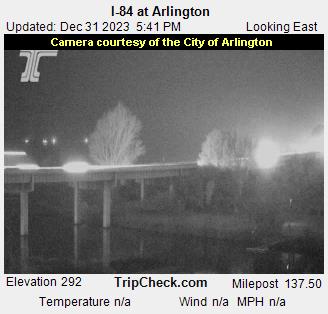 I-84 at Arlington
Updated: Dec 31 2023 5:41 PM Looking East
Camera courtesy of the City of Arlington
Elevation 292 TripCheck.com Milepost 137.50
Temperature n/a Wind n/a MPH n/a